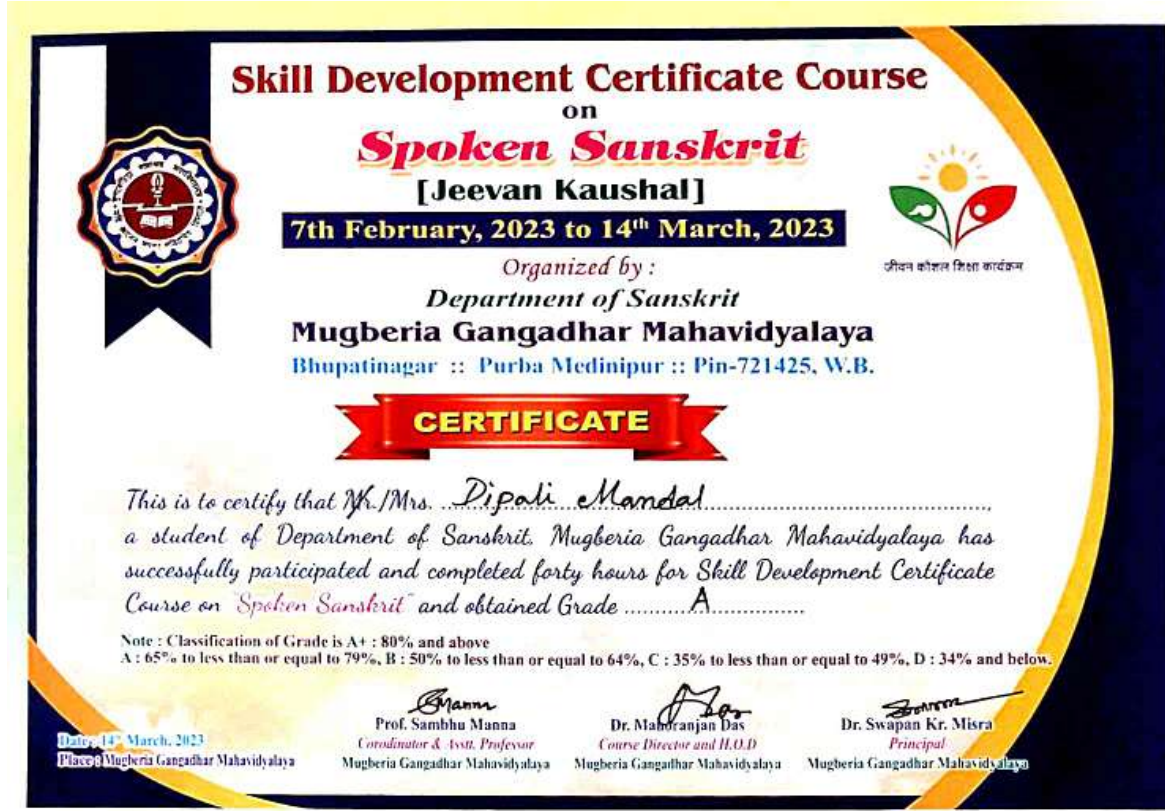 Skill Development Certificate Course
on
Spoken Sanskrit
[Jeevan Kaushal]
7th February, 2023 to 14th March, 2023
Organized by :
Department of Sanskrit
Mugberia Gangadhar Mahavidyalaya
Bhupatinagar :: Purba Medinipur :: Pin-721425, W.B.
जीवन कौशल शिक्षा कार्यक्रम
CERTIFICATE
This is to certify that Mr./Mrs. Dipali Mandal
a student of Department of Sanskrit, Mugberia Gangadhar Mahavidyalaya has
successfully participated and completed forty hours for Skill Development Certificate
Course on "Spoken Sanskrit" and obtained Grade ..........A..............
Note : Classification of Grade is A+ : 80% and above
A : 65% to less than or equal to 79%, B : 50% to less than or equal to 64%, C : 35% to less than or equal to 49%, D : 34% and below.
Date : 14th March, 2023
Place : Mugberia Gangadhar Mahavidyalaya
Prof. Sambhu Manna
Corodinator & Asstt. Professor
Mugberia Gangadhar Mahavidyalaya
Dr. Manoranjan Das
Course Director and H.O.D
Mugberia Gangadhar Mahavidyalaya
Dr. Swapan Kr. Misra
Principal
Mugberia Gangadhar Mahavidyalaya